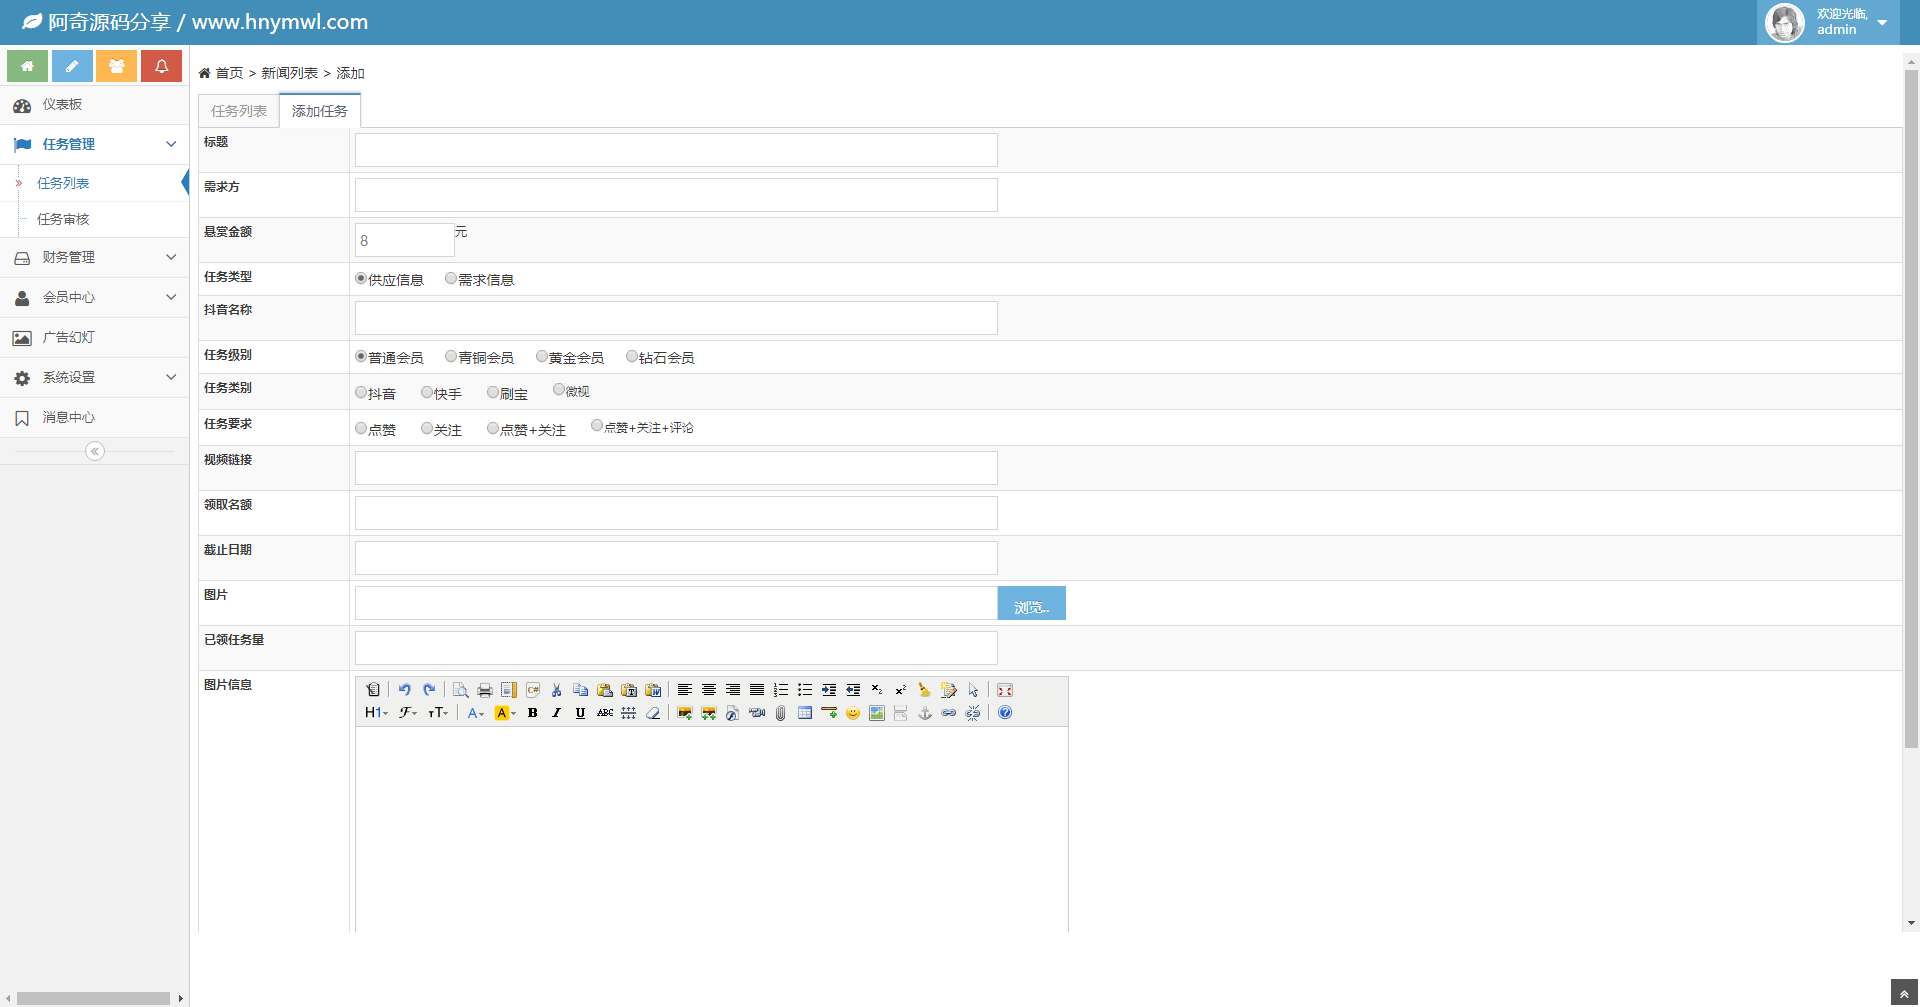 阿奇源码分享 / www.hnymwl.com
欢迎光临,
admin
仪表板
任务管理
任务列表
任务审核
财务管理
会员中心
广告幻灯
系统设置
消息中心
首页 > 新闻列表 > 添加
任务列表 添加任务
标题
需求方
悬赏金额 8 元
任务类型 供应信息 需求信息
抖音名称
任务级别 普通会员 青铜会员 黄金会员 钻石会员
任务类别 抖音 快手 刷宝 微视
任务要求 点赞 关注 点赞+关注 点赞+关注+评论
视频链接
领取名额
截止日期
图片 浏览..
已领任务量
图片信息